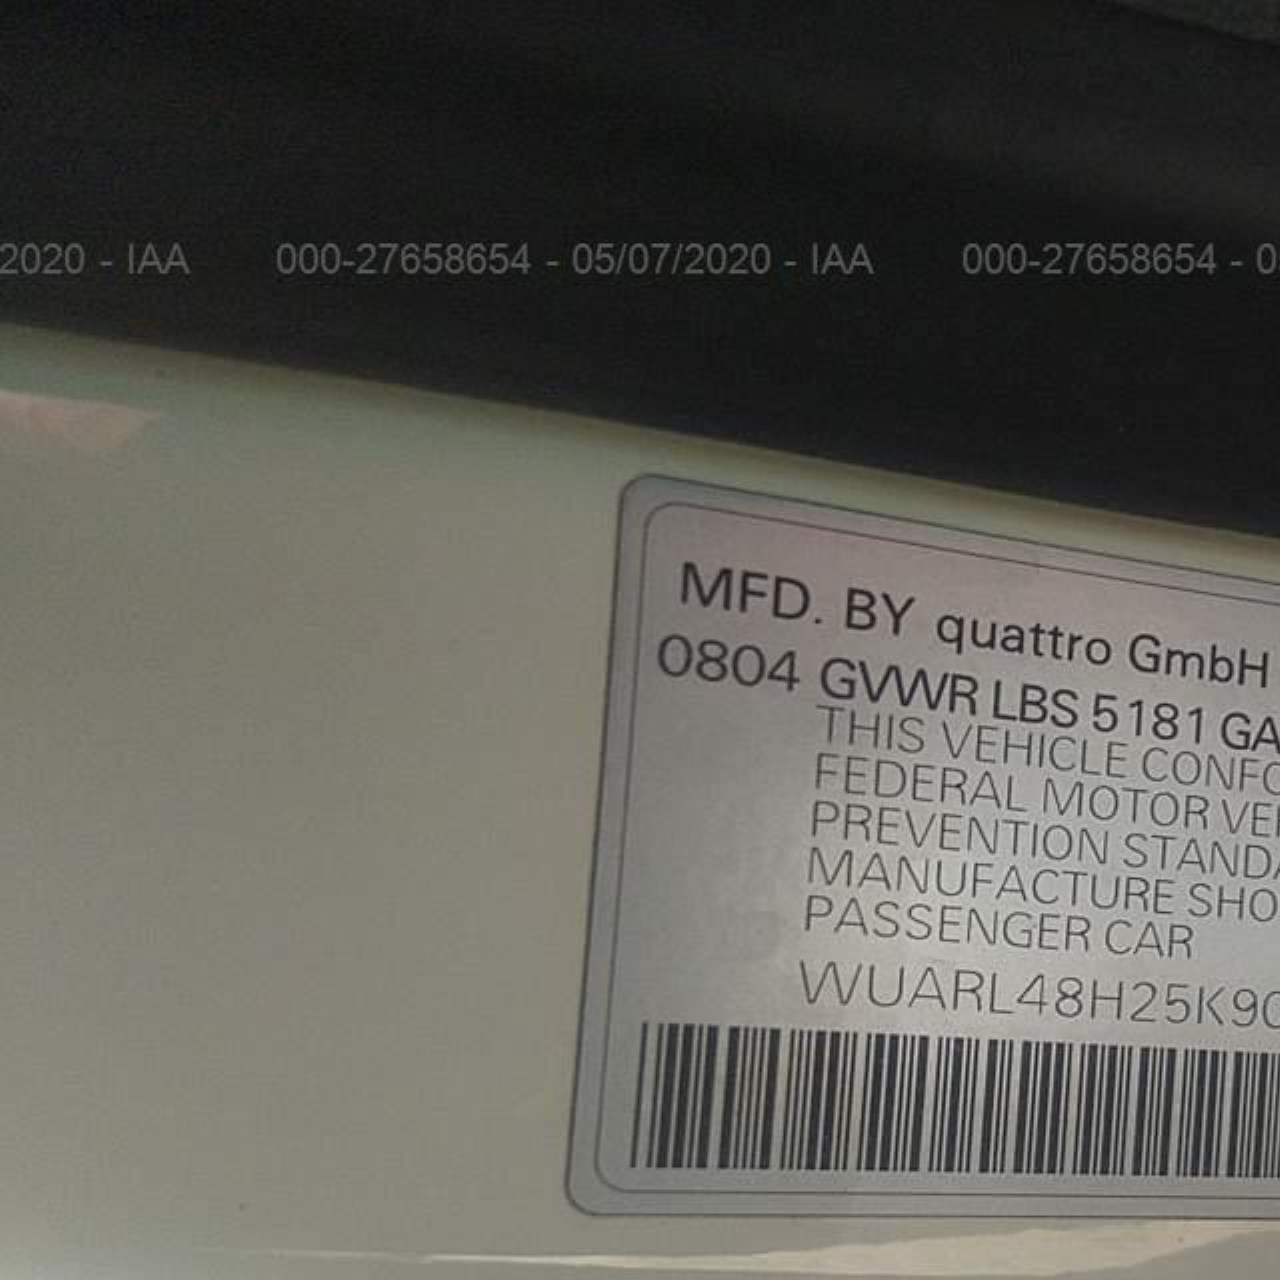 2020 - IAA 000-27658654 - 05/07/2020 - IAA 000-27658654 - 0
MFD. BY quattro GmbH
0804 GVWR LBS 5181 GA
THIS VEHICLE CONFO
FEDERAL MOTOR VEH
PREVENTION STANDA
MANUFACTURE SHO
PASSENGER CAR
WUARL48H25K90